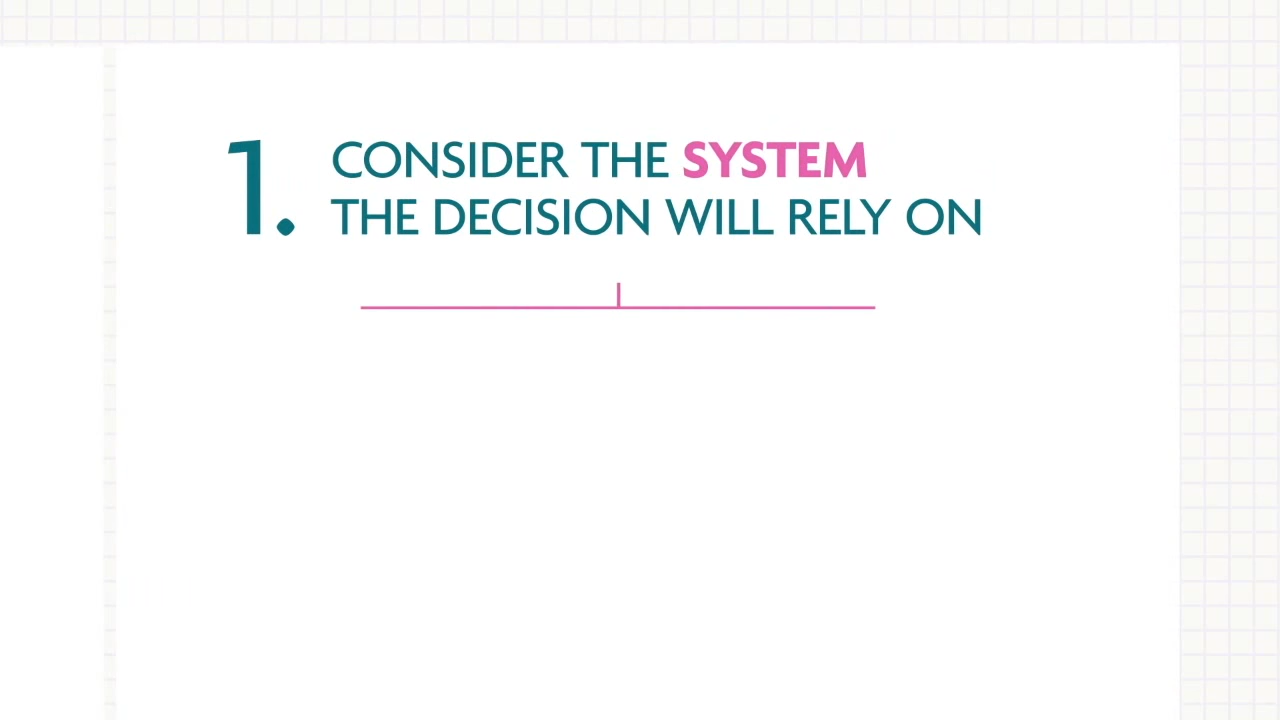 1. CONSIDER THE SYSTEM
THE DECISION WILL RELY ON